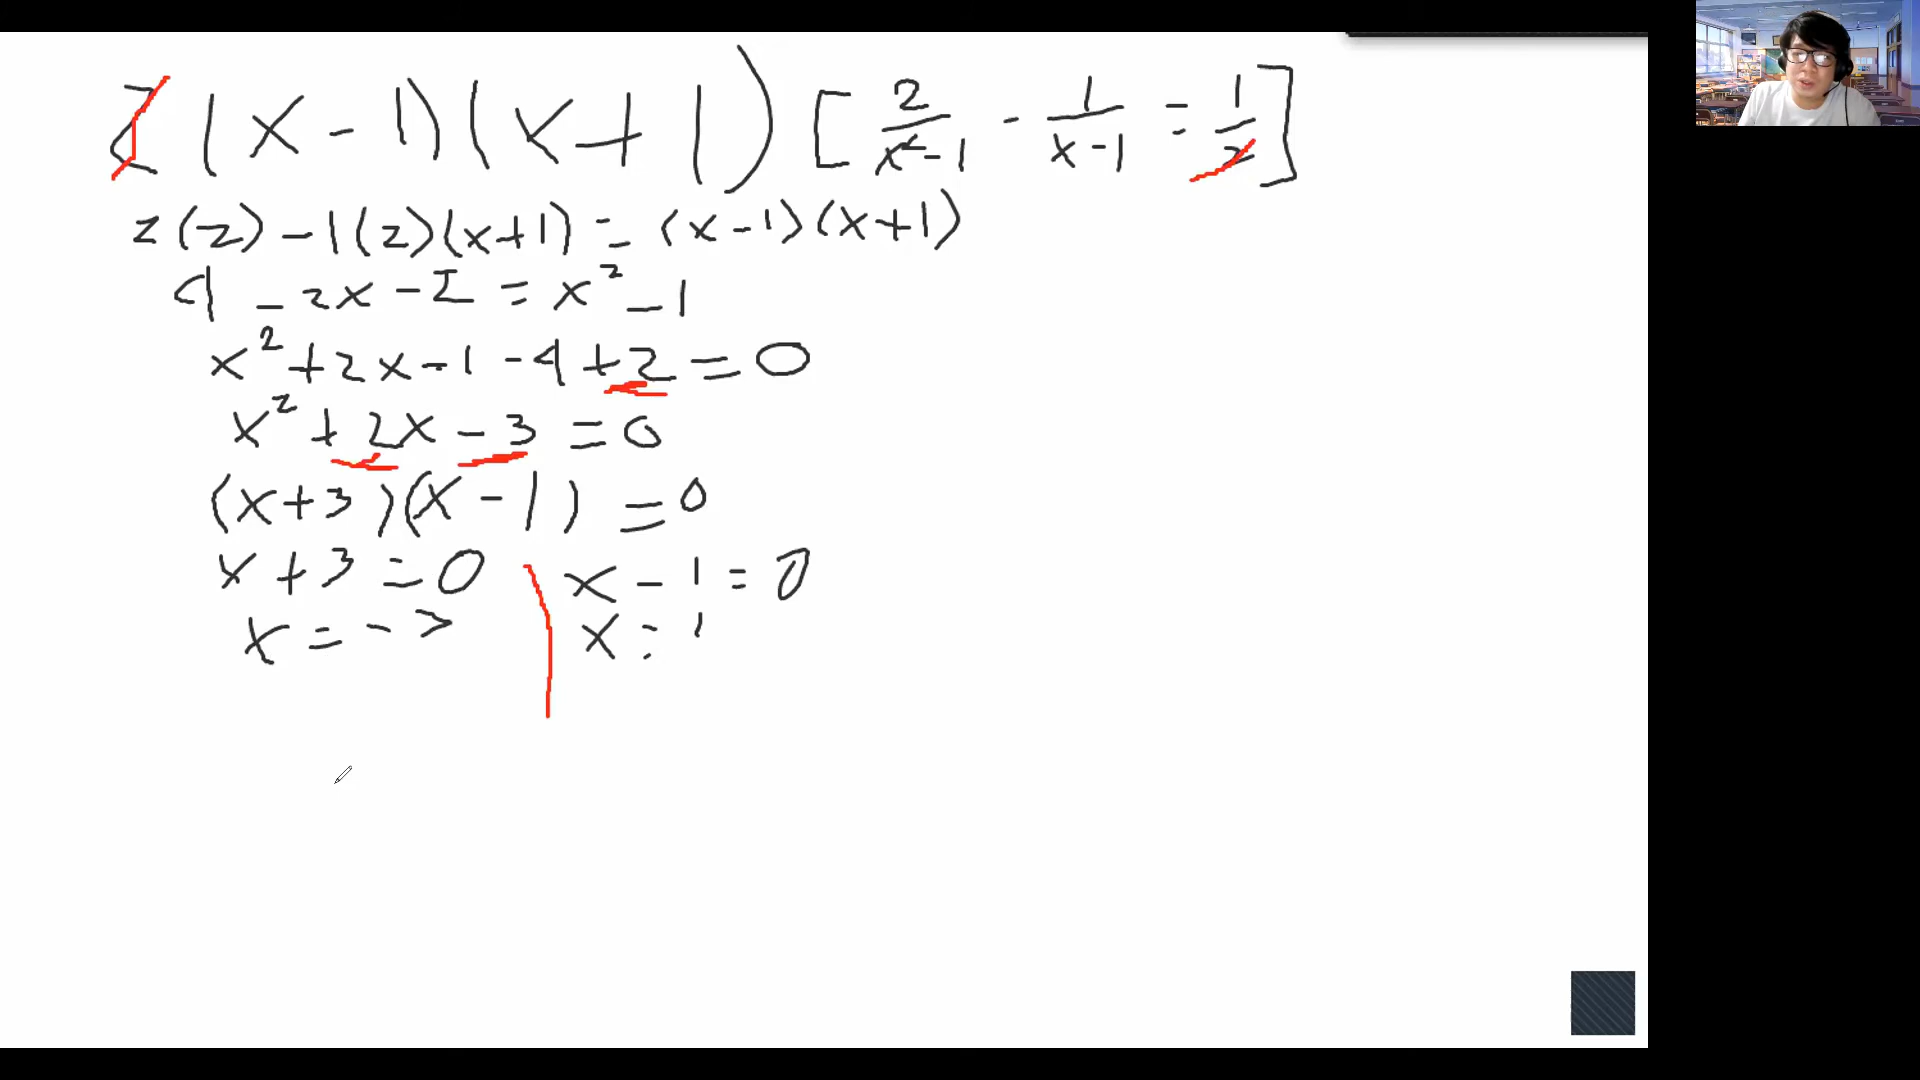 2(x-1)(x+1)[2/x²-1 - 1/x-1 = 1/2]
2(2)-1(2)(x+1)=(x-1)(x+1)
4-2x-2=x²-1
x²+2x-1-4+2=0
x²+2x-3=0
(x+3)(x-1)=0
x+3=0 x-1=0
x=-3 x=1